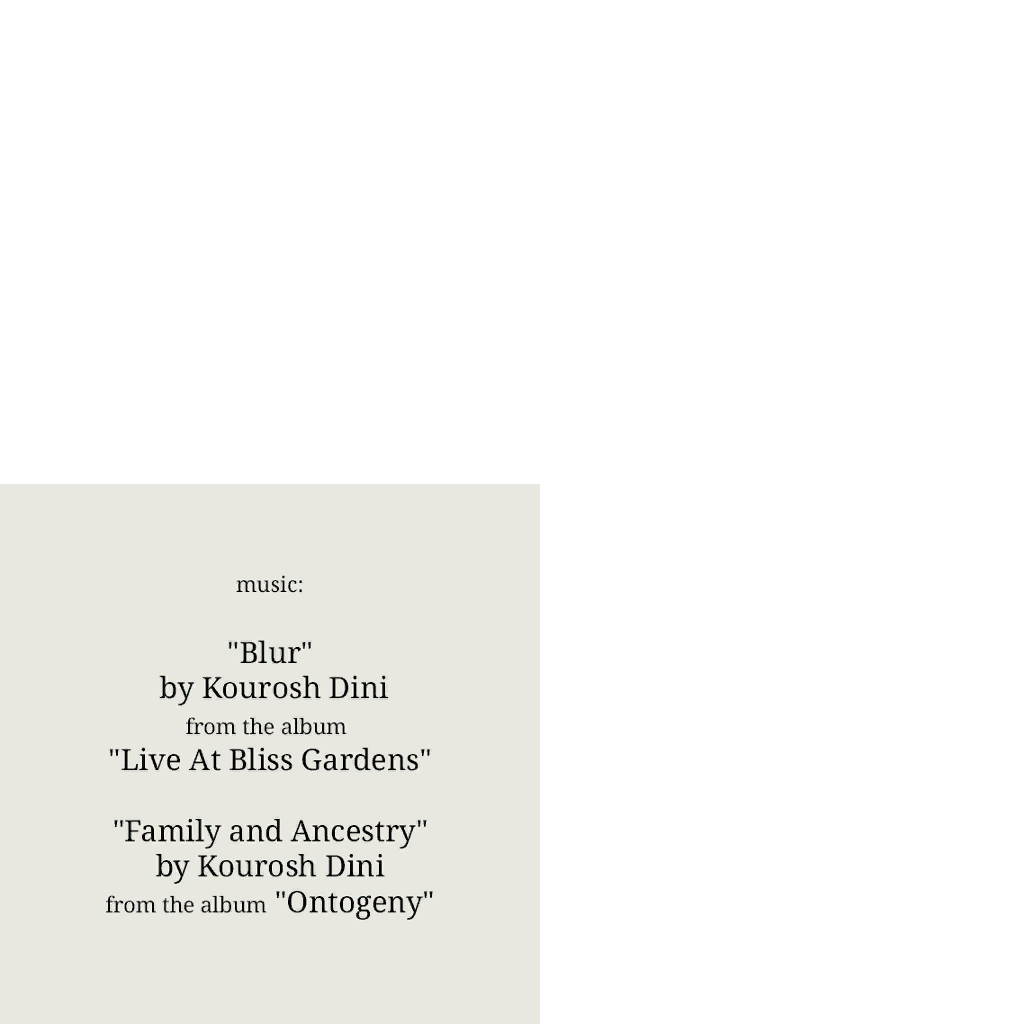 music:
"Blur"
by Kourosh Dini
from the album
"Live At Bliss Gardens"
"Family and Ancestry"
by Kourosh Dini
from the album "Ontogeny"